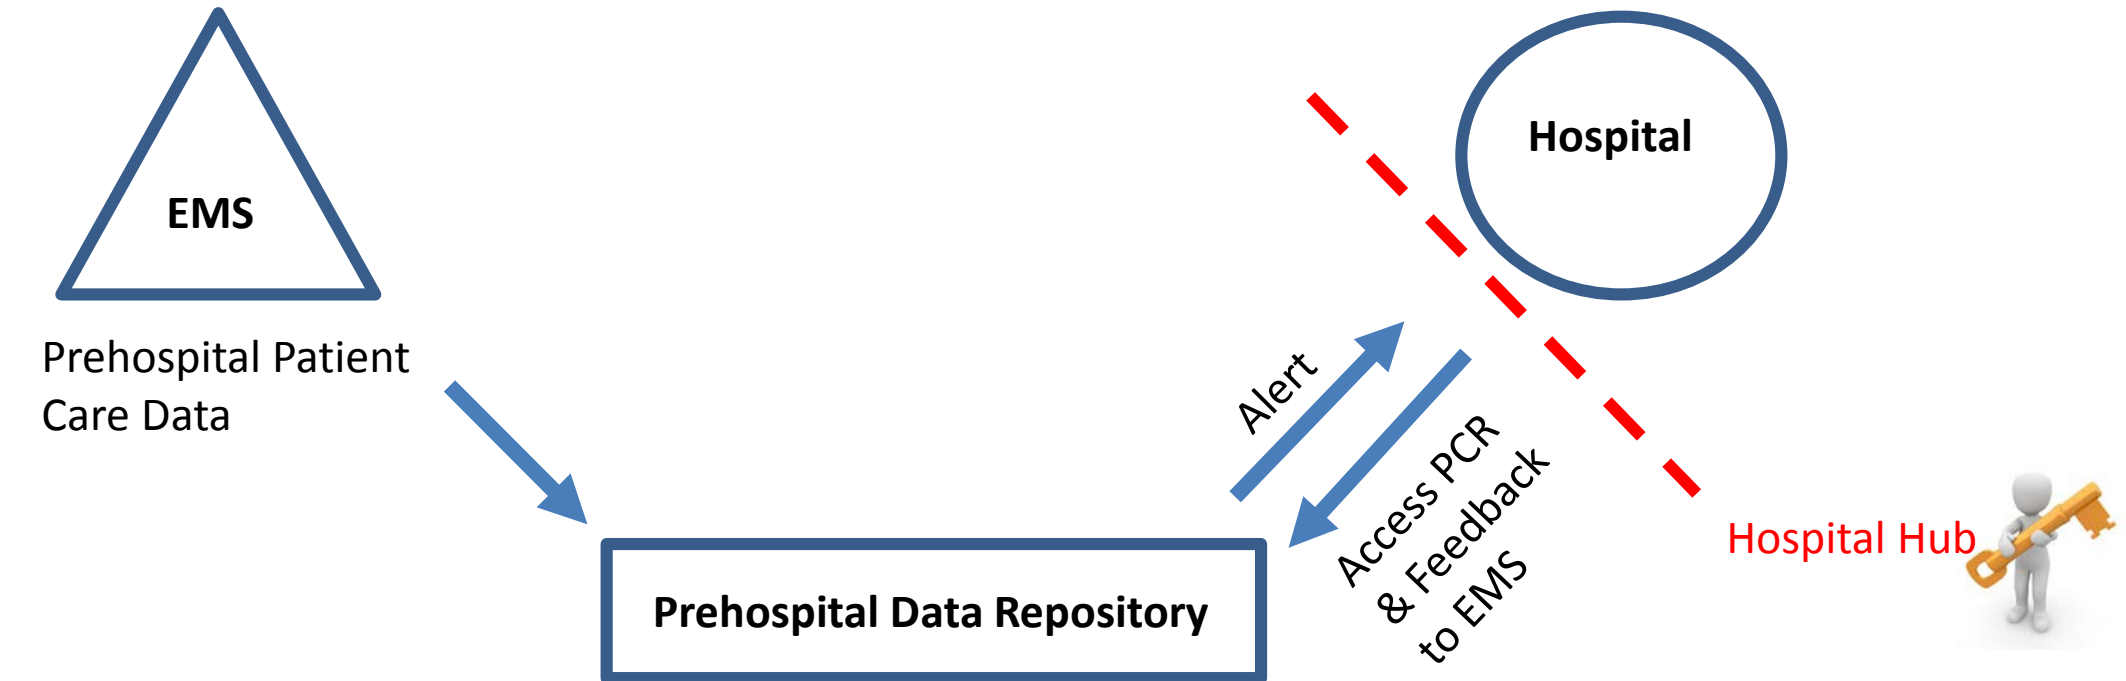 EMS
Hospital
Prehospital Patient
Care Data
Alert
Access PCR
& Feedback
to EMS
Hospital Hub
Prehospital Data Repository